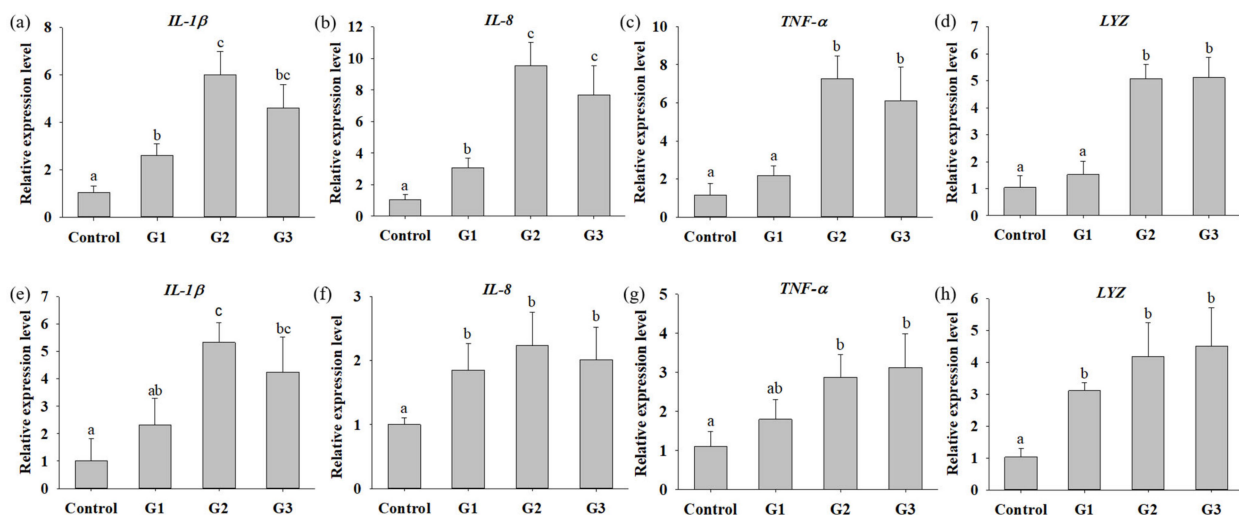 (a) IL-1β
Relative expression level
8
6
4
2
0
a
b
c
bc
Control G1 G2 G3
(b) IL-8
Relative expression level
12
10
8
6
4
2
0
a
b
c
c
Control G1 G2 G3
(c) TNF-α
Relative expression level
10
8
6
4
2
0
a
a
b
b
Control G1 G2 G3
(d) LYZ
Relative expression level
7
6
5
4
3
2
1
0
a
a
b
b
Control G1 G2 G3
(e) IL-1β
Relative expression level
7
6
5
4
3
2
1
0
a
ab
c
bc
Control G1 G2 G3
(f) IL-8
Relative expression level
3
2
1
0
a
b
b
b
Control G1 G2 G3
(g) TNF-α
Relative expression level
5
4
3
2
1
0
a
ab
b
b
Control G1 G2 G3
(h) LYZ
Relative expression level
6
5
4
3
2
1
0
a
b
b
b
Control G1 G2 G3